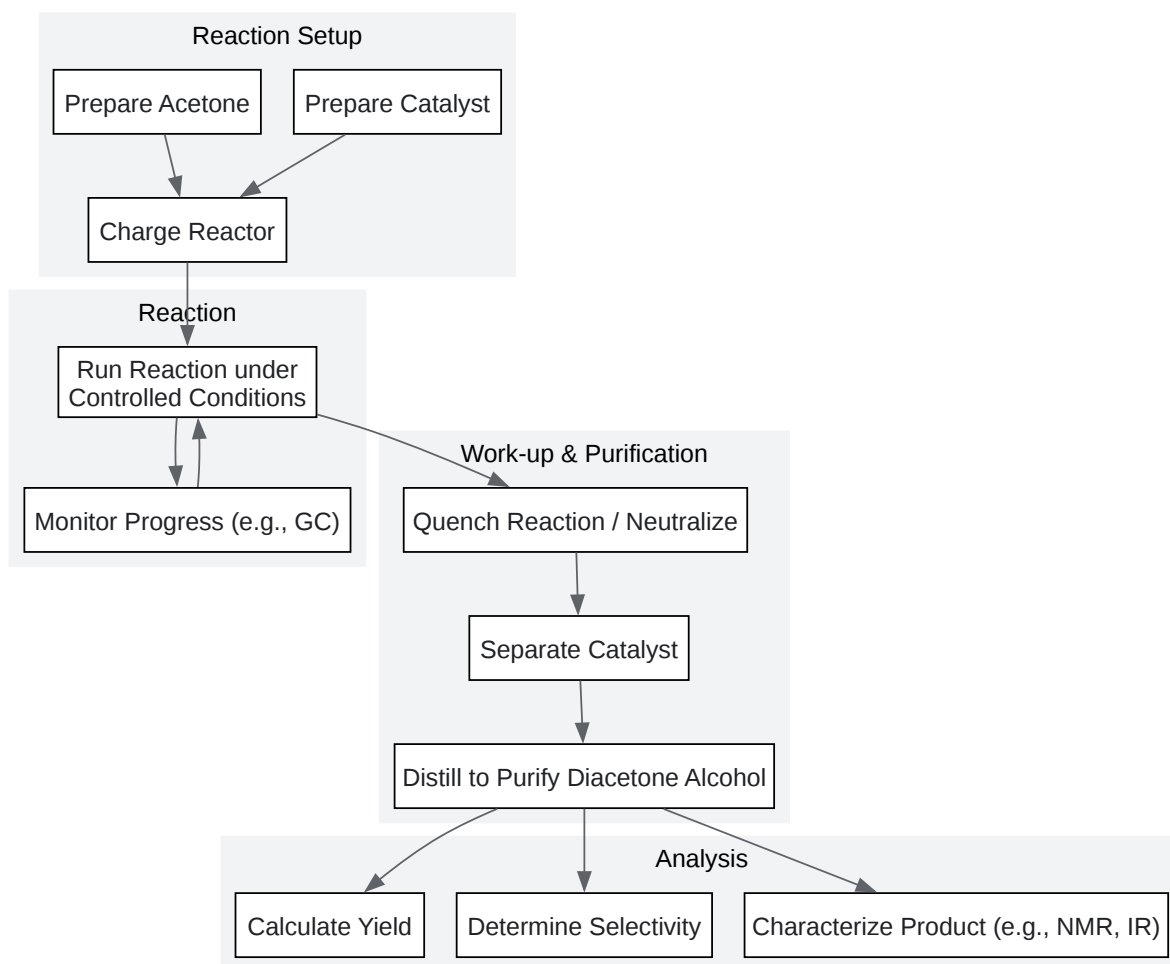 Reaction Setup
Prepare Acetone
Prepare Catalyst
Charge Reactor
Reaction
Run Reaction under
Controlled Conditions
Monitor Progress (e.g., GC)
Work-up & Purification
Quench Reaction / Neutralize
Separate Catalyst
Distill to Purify Diacetone Alcohol
Analysis
Calculate Yield
Determine Selectivity
Characterize Product (e.g., NMR, IR)